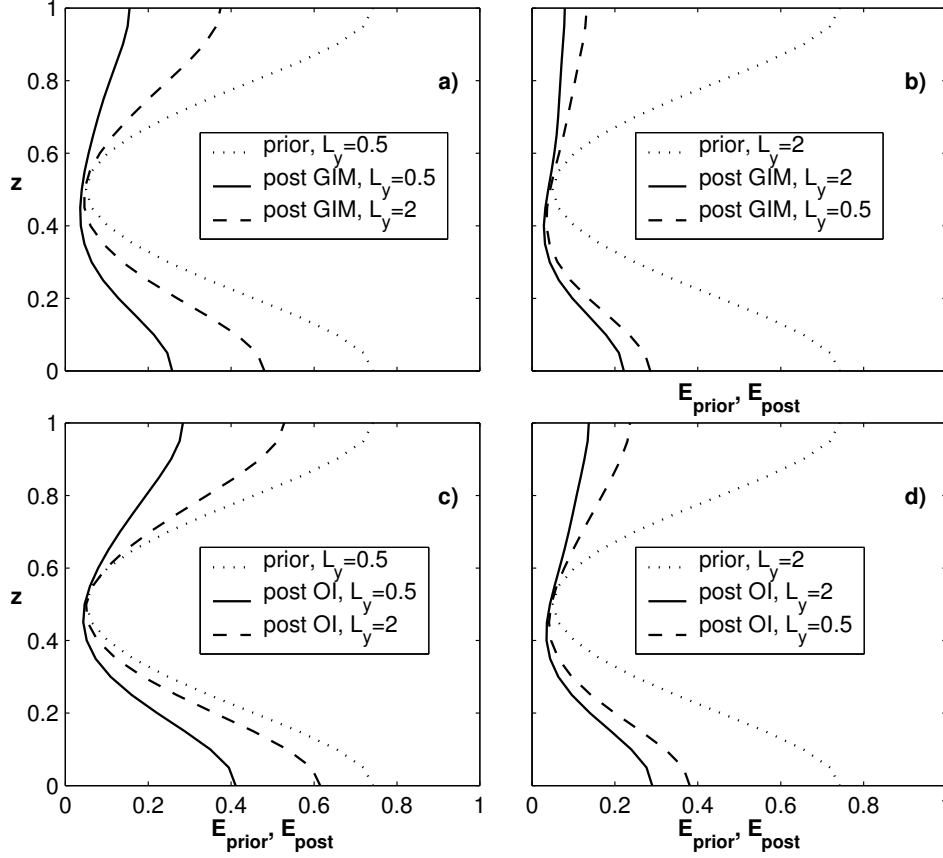 1
0.8
0.6
0.4
0.2
0
z
a)
prior, L_y=0.5
post GIM, L_y=0.5
post GIM, L_y=2
b)
prior, L_y=2
post GIM, L_y=2
post GIM, L_y=0.5
E_prior, E_post
1
0.8
0.6
0.4
0.2
0
z
c)
prior, L_y=0.5
post OI, L_y=0.5
post OI, L_y=2
0 0.2 0.4 0.6 0.8 1
E_prior, E_post
d)
prior, L_y=2
post OI, L_y=2
post OI, L_y=0.5
0 0.2 0.4 0.6 0.8
E_prior, E_post